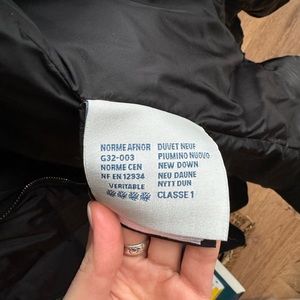 NORME AFNOR DUVET NEUF
G32-003 PIUMINO NUOVO
NORME CEN NEW DOWN
NF EN 12934 NEU DAUNE
VERITABLE NYTT DUN
CLASSE 1